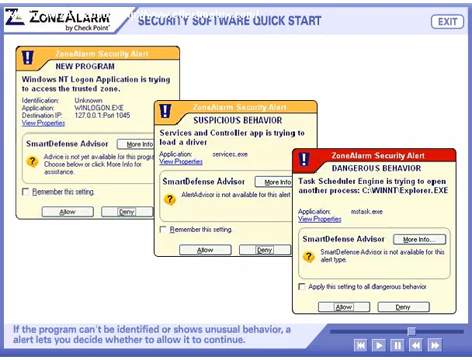 ZONEALARM
by Check Point
SECURITY SOFTWARE QUICK START
EXIT
ZoneAlarm Security Alert
NEW PROGRAM
Windows NT Logon Application is trying
to access the trusted zone.
Identification: Unknown
Application: WINLOGON.EXE
Destination IP: 127.0.0.1:Port 1045
View Properties
SmartDefense Advisor More Info
Advice is not yet available for this progra
Choose below or click More Info for
assistance.
Remember this setting.
Allow Deny
ZoneAlarm Security Alert
SUSPICIOUS BEHAVIOR
Services and Controller app is trying to
load a driver
Application: services.exe
View Properties
SmartDefense Advisor More Info
AlertAdvisor is not available for this alert
Remember this setting.
Allow Deny
ZoneAlarm Security Alert
DANGEROUS BEHAVIOR
Task Scheduler Engine is trying to open
another process: C:\WINNT\Explorer.EXE
Application: mstask.exe
View Properties
SmartDefense Advisor More Info...
SmartDefense Advisor is not available for this
alert type.
Apply this setting to all dangerous behavior
Allow Deny
If the program can't be identified or shows unusual behavior, a
alert lets you decide whether to allow it to continue.